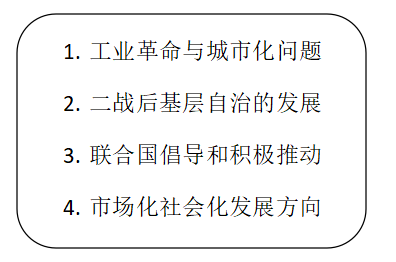 1. 工业革命与城市化问题
2. 二战后基层自治的发展
3. 联合国倡导和积极推动
4. 市场化社会化发展方向